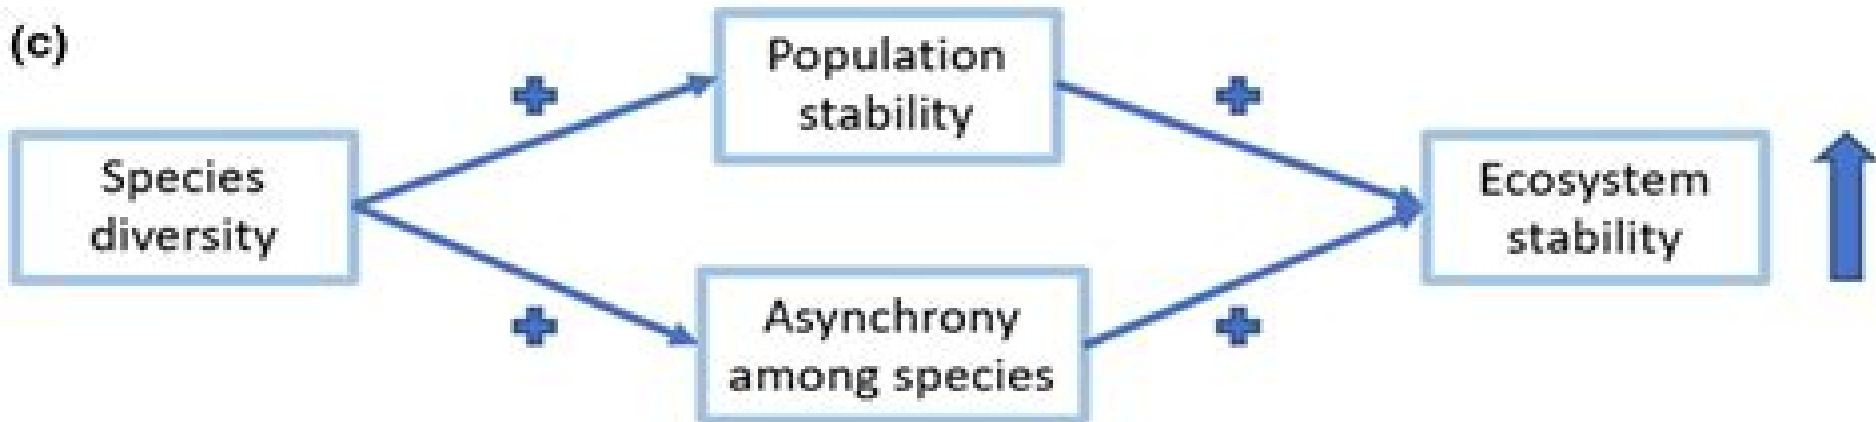 (c)
Population
stability
Species
diversity
Ecosystem
stability
Asynchrony
among species